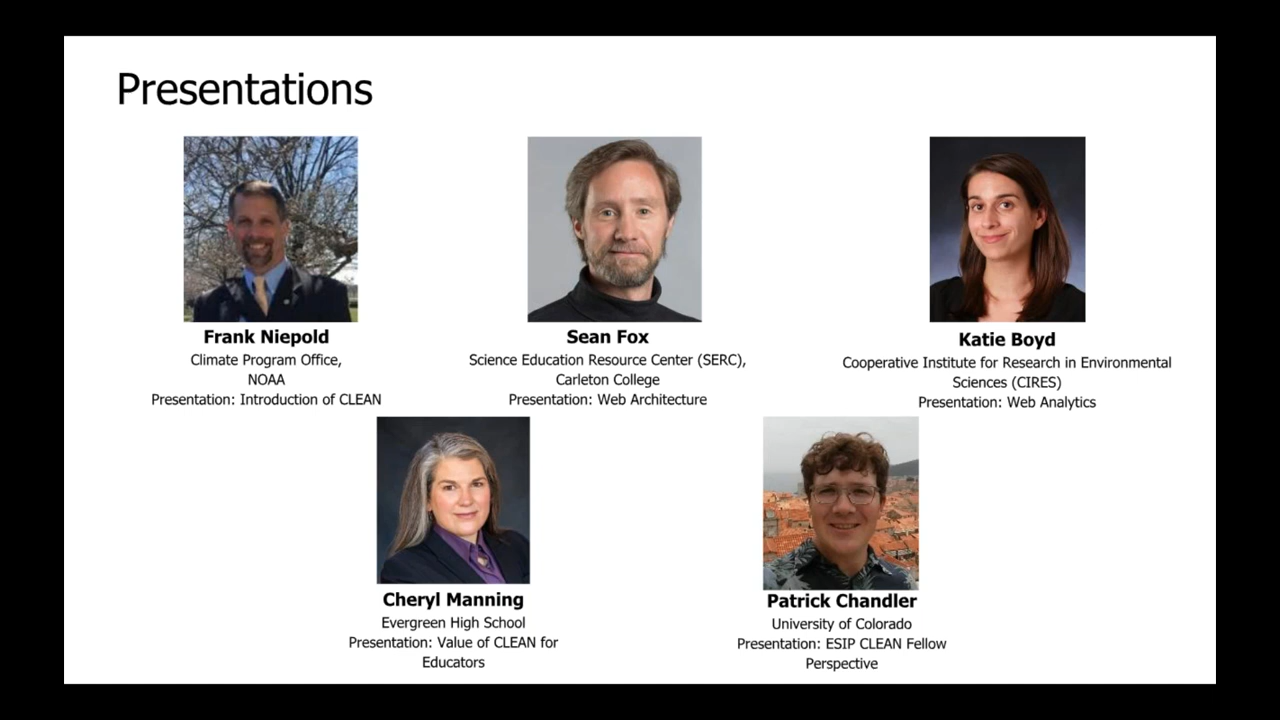 Presentations
Frank Niepold
Climate Program Office,
NOAA
Presentation: Introduction of CLEAN
Sean Fox
Science Education Resource Center (SERC),
Carleton College
Presentation: Web Architecture
Katie Boyd
Cooperative Institute for Research in Environmental
Sciences (CIRES)
Presentation: Web Analytics
Cheryl Manning
Evergreen High School
Presentation: Value of CLEAN for
Educators
Patrick Chandler
University of Colorado
Presentation: ESIP CLEAN Fellow
Perspective